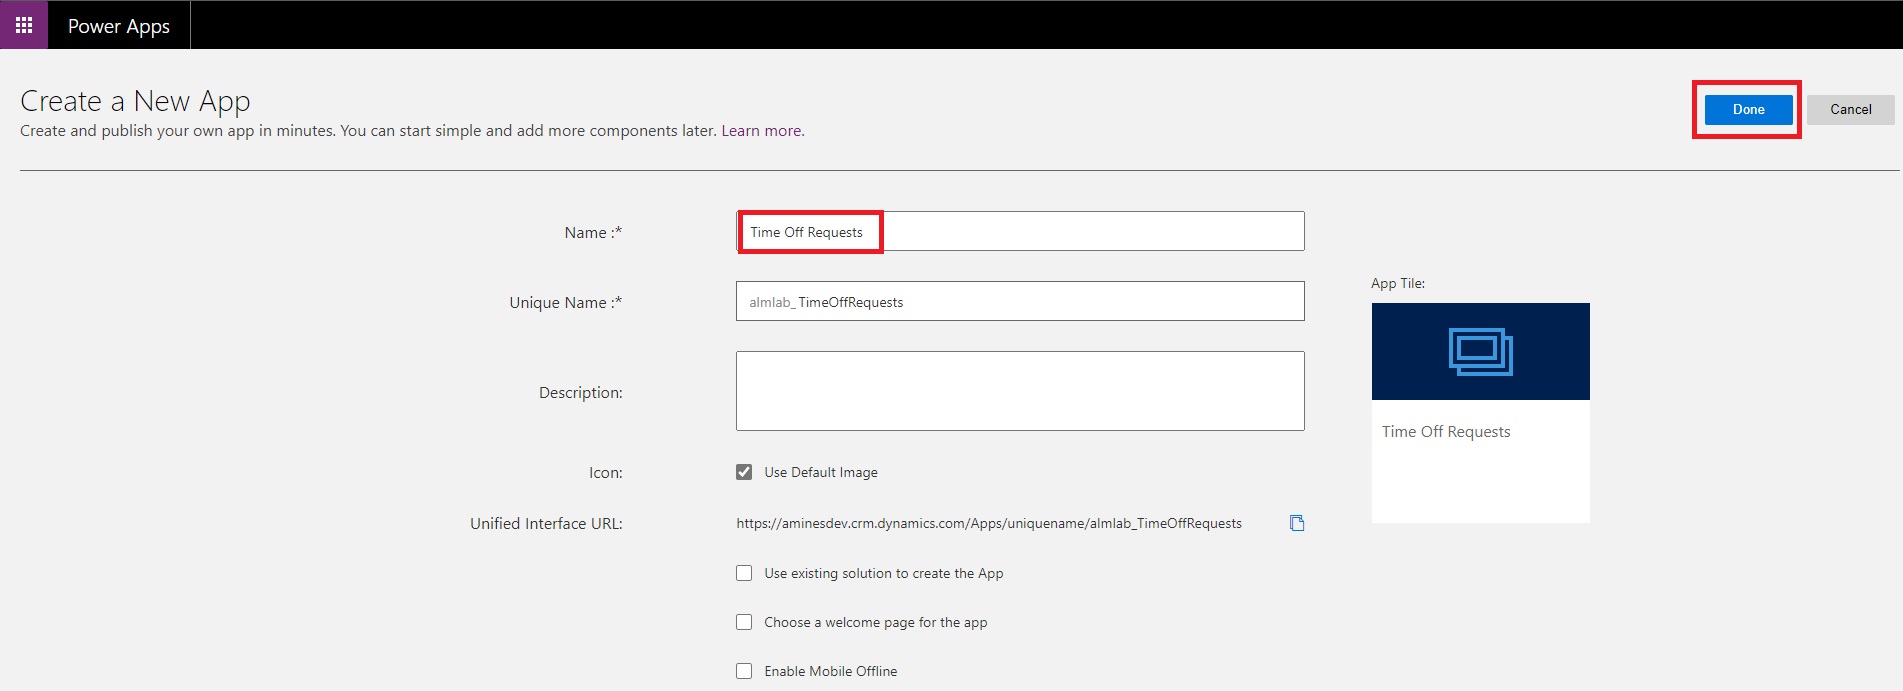 Power Apps
Create a New App
Create and publish your own app in minutes. You can start simple and add more components later. Learn more.
Done
Cancel
Name :*
Time Off Requests
Unique Name :*
almlab_ TimeOffRequests
App Tile:
Time Off Requests
Description:
Icon:
Use Default Image
Unified Interface URL:
https://aminesdev.crm.dynamics.com/Apps/uniquename/almlab_TimeOffRequests
Use existing solution to create the App
Choose a welcome page for the app
Enable Mobile Offline